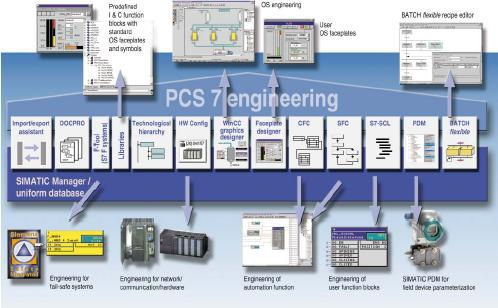 Predefined
I & C function
blocks with
standard
OS faceplates
and symbols
OS engineering
User
OS faceplates
BATCH flexible recipe editor
PCS 7 engineering
Import/export
assistant
DOCPRO
F-Tool
(S7 F systems)
Libraries
Technological
hierarchy
HW Config
WinCC
graphics
designer
Faceplate
designer
CFC
SFC
S7-SCL
PDM
BATCH
flexible
SIMATIC Manager /
uniform database
Engineering for
fail-safe systems
Engineering for network/
communication/hardware
Engineering of
automation function
Engineering of
user function blocks
SIMATIC PDM for
field device parameterization